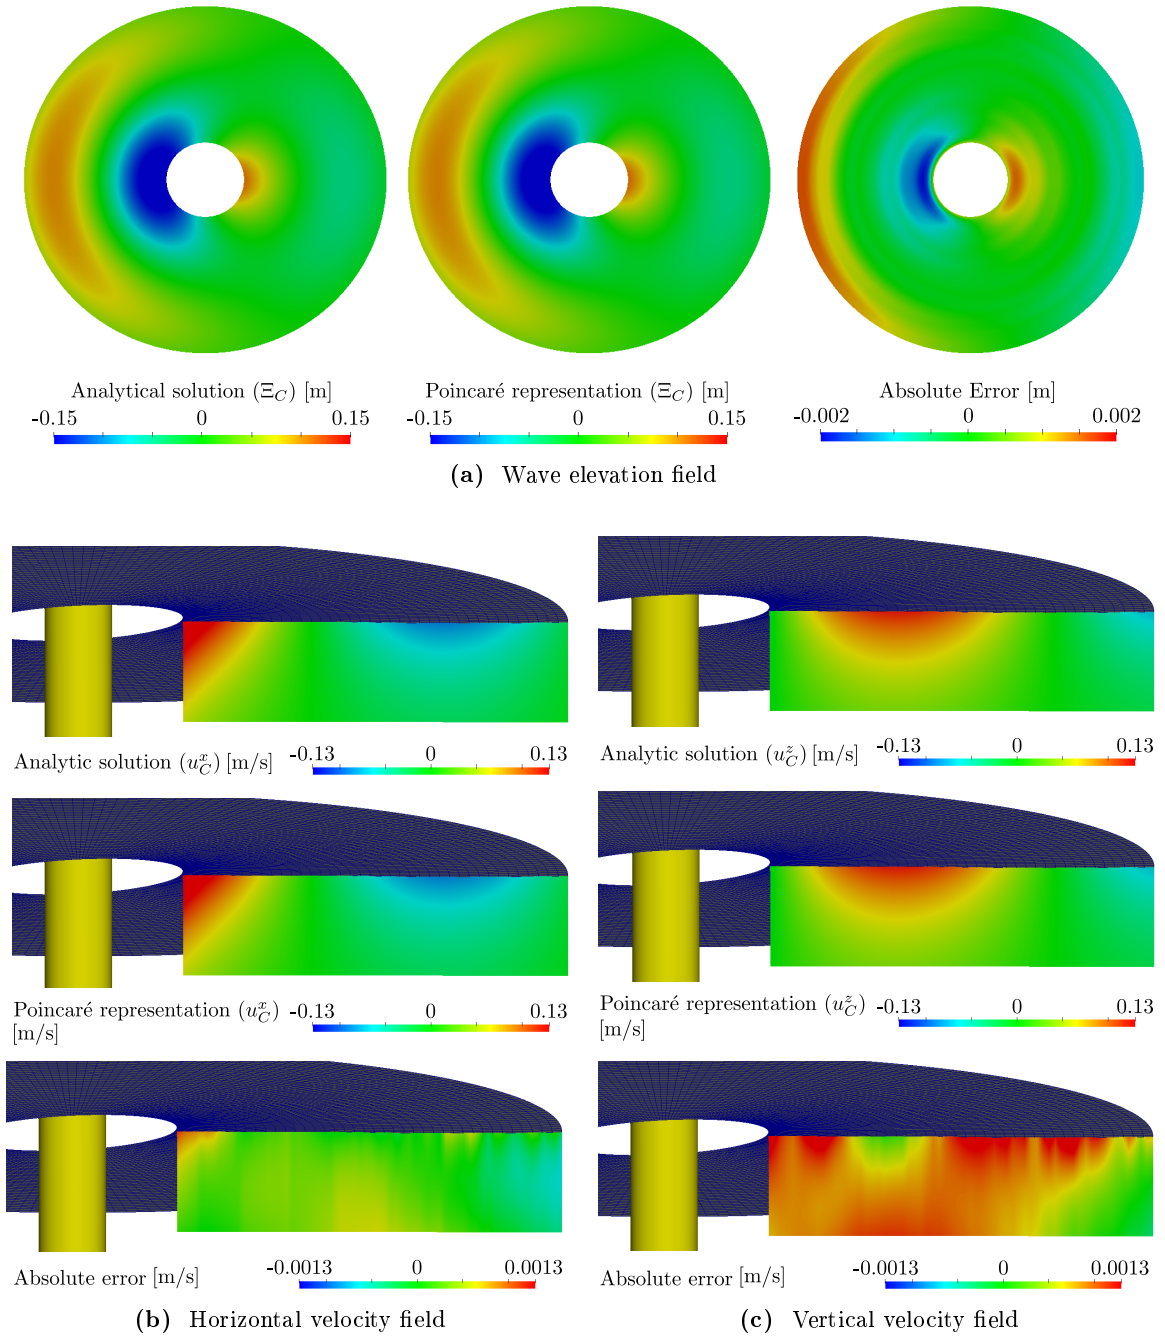 Analytical solution (Ξ_C) [m]
-0.15 0 0.15
Poincaré representation (Ξ_C) [m]
-0.15 0 0.15
Absolute Error [m]
-0.002 0 0.002
(a) Wave elevation field
Analytic solution (u_C^x) [m/s]
-0.13 0 0.13
Analytic solution (u_C^z) [m/s]
-0.13 0 0.13
Poincaré representation (u_C^x)
[m/s]
-0.13 0 0.13
Poincaré representation (u_C^z)
[m/s]
-0.13 0 0.13
Absolute error [m/s]
-0.0013 0 0.0013
Absolute error [m/s]
-0.0013 0 0.0013
(b) Horizontal velocity field
(c) Vertical velocity field